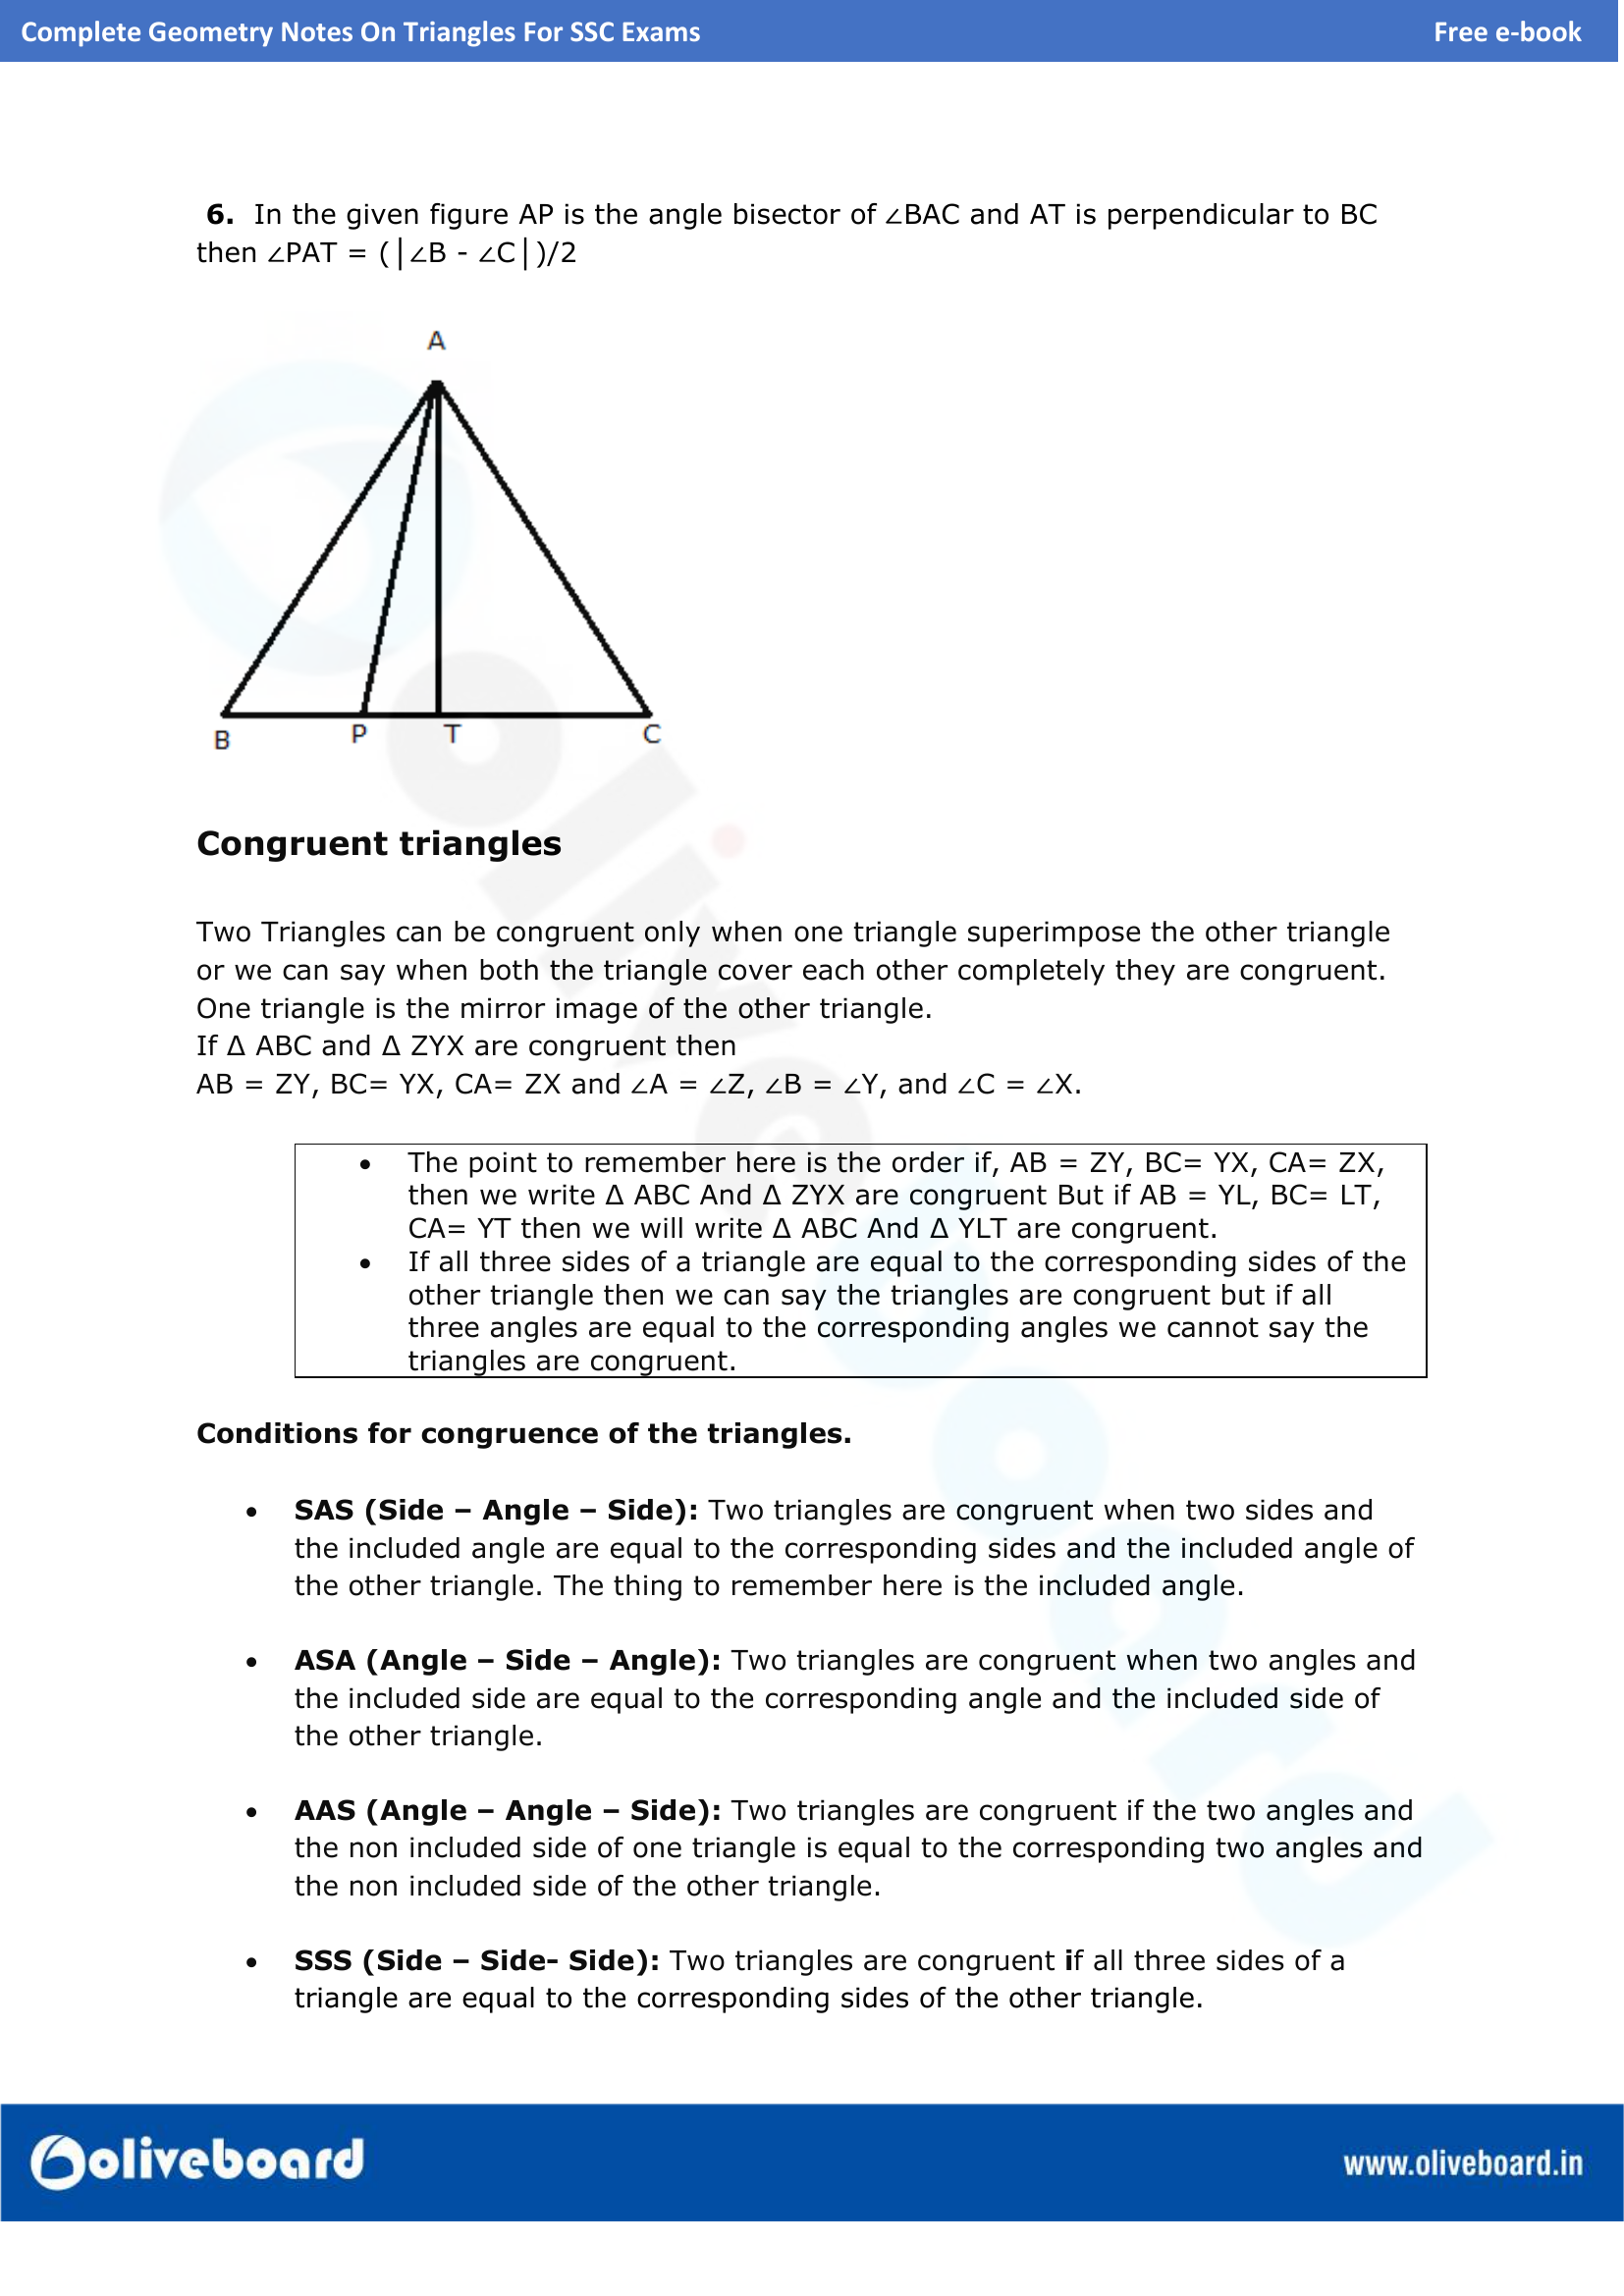 Complete Geometry Notes On Triangles For SSC Exams Free e-book
6. In the given figure AP is the angle bisector of ∠BAC and AT is perpendicular to BC
then ∠PAT = (|∠B - ∠C|)/2
A
B P T C
Congruent triangles
Two Triangles can be congruent only when one triangle superimpose the other triangle
or we can say when both the triangle cover each other completely they are congruent.
One triangle is the mirror image of the other triangle.
If Δ ABC and Δ ZYX are congruent then
AB = ZY, BC= YX, CA= ZX and ∠A = ∠Z, ∠B = ∠Y, and ∠C = ∠X.
• The point to remember here is the order if, AB = ZY, BC= YX, CA= ZX,
then we write Δ ABC And Δ ZYX are congruent But if AB = YL, BC= LT,
CA= YT then we will write Δ ABC And Δ YLT are congruent.
• If all three sides of a triangle are equal to the corresponding sides of the
other triangle then we can say the triangles are congruent but if all
three angles are equal to the corresponding angles we cannot say the
triangles are congruent.
Conditions for congruence of the triangles.
• SAS (Side – Angle – Side): Two triangles are congruent when two sides and
the included angle are equal to the corresponding sides and the included angle of
the other triangle. The thing to remember here is the included angle.
• ASA (Angle – Side – Angle): Two triangles are congruent when two angles and
the included side are equal to the corresponding angle and the included side of
the other triangle.
• AAS (Angle – Angle – Side): Two triangles are congruent if the two angles and
the non included side of one triangle is equal to the corresponding two angles and
the non included side of the other triangle.
• SSS (Side – Side- Side): Two triangles are congruent if all three sides of a
triangle are equal to the corresponding sides of the other triangle.
oliveboard www.oliveboard.in
oliveboard